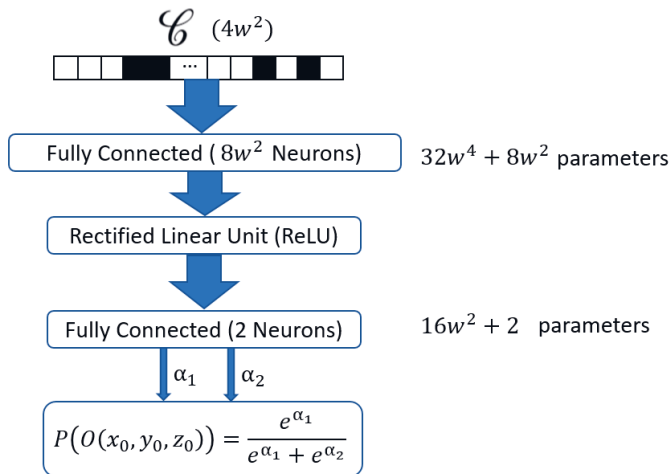 𝒞 (4w²)
...
Fully Connected ( 8w² Neurons)
32w⁴ + 8w² parameters
Rectified Linear Unit (ReLU)
Fully Connected (2 Neurons)
16w² + 2 parameters
α₁ α₂
P(O(x₀, y₀, z₀)) = e^α₁ / (e^α₁ + e^α₂)